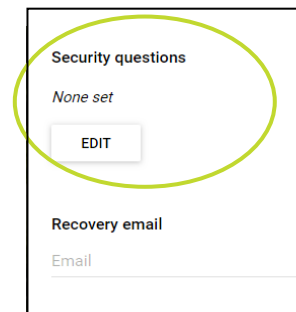 Security questions
None set
EDIT
Recovery email
Email